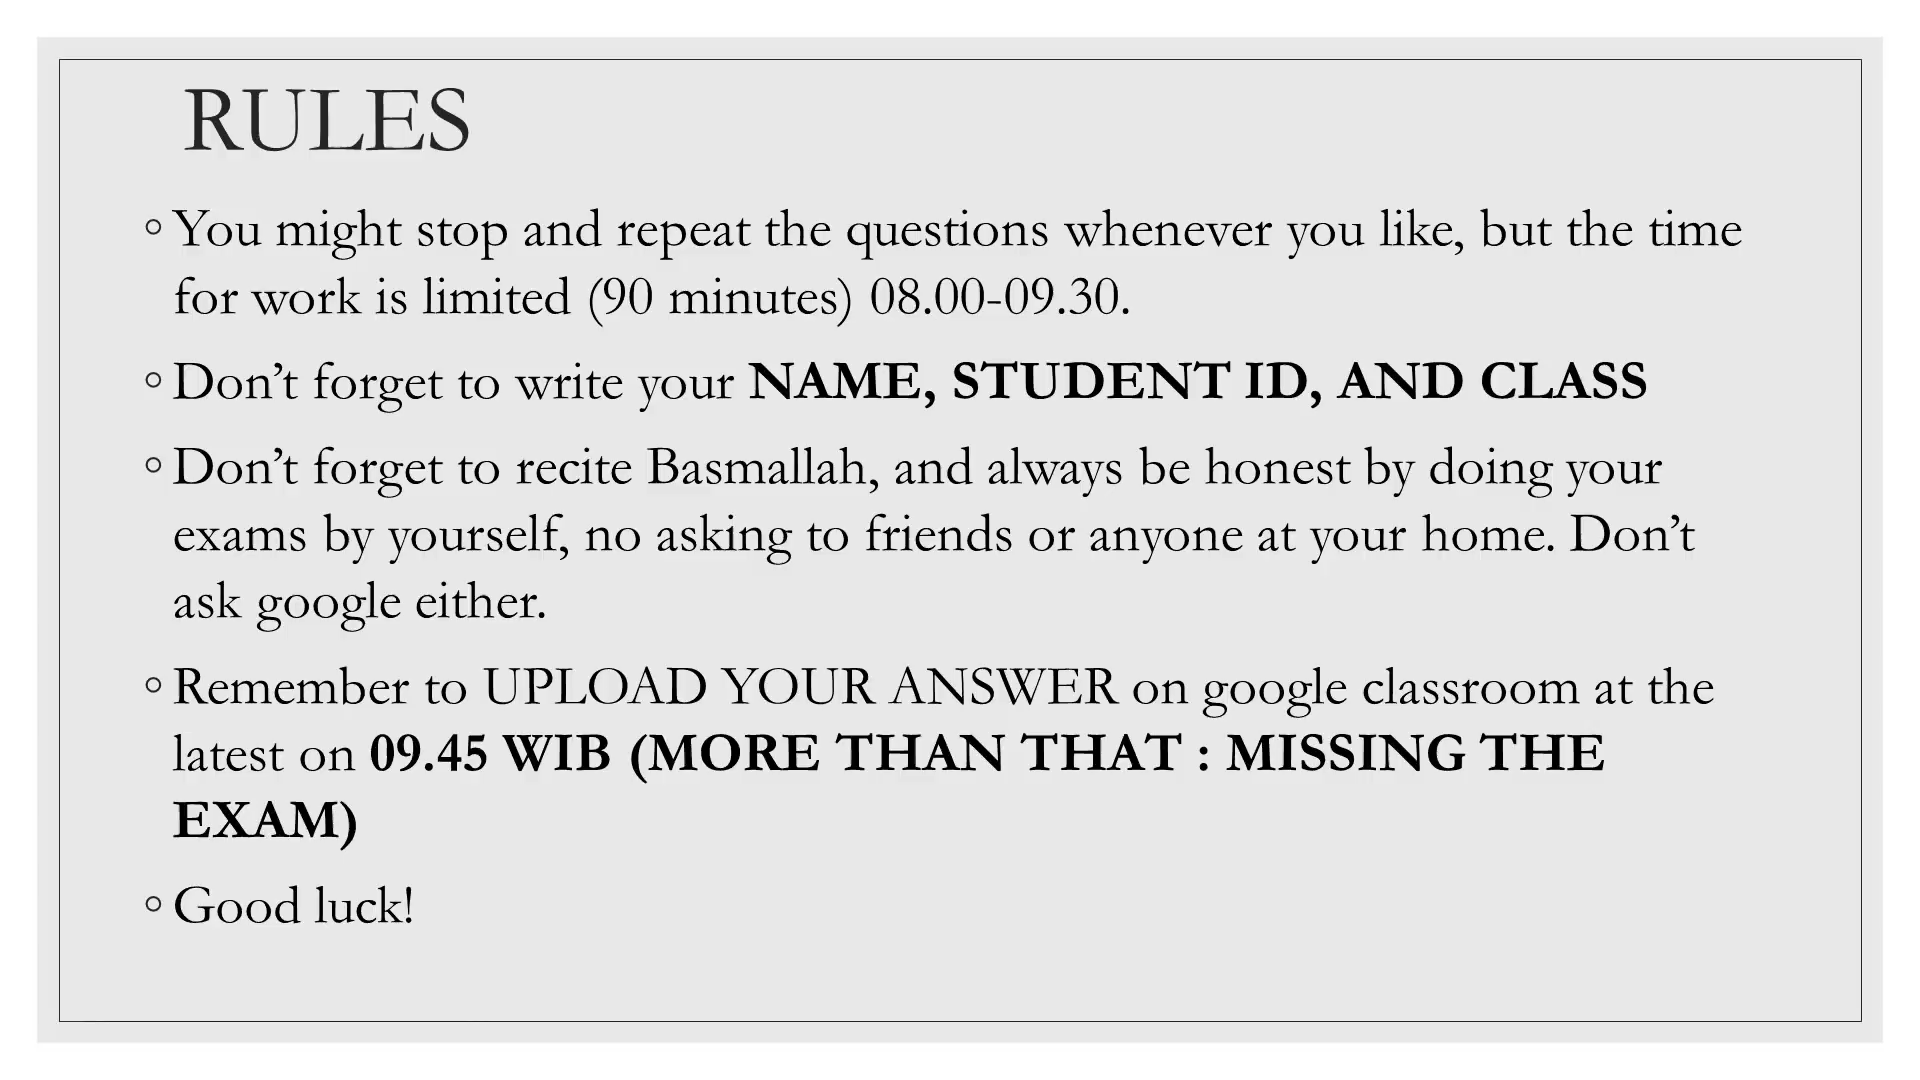 RULES
◦ You might stop and repeat the questions whenever you like, but the time
for work is limited (90 minutes) 08.00-09.30.
◦ Don’t forget to write your NAME, STUDENT ID, AND CLASS
◦ Don’t forget to recite Basmallah, and always be honest by doing your
exams by yourself, no asking to friends or anyone at your home. Don’t
ask google either.
◦ Remember to UPLOAD YOUR ANSWER on google classroom at the
latest on 09.45 WIB (MORE THAN THAT : MISSING THE
EXAM)
◦ Good luck!